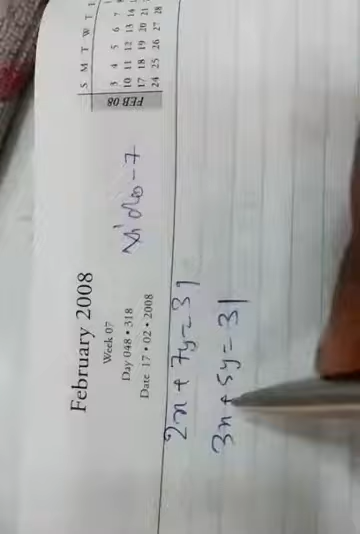 February 2008
Week 07
Day 048 • 318
Date 17 • 02 • 2008
FEB 08
S M T W T
3 4 5 6 7
10 11 12 13 14
17 18 19 20 21
24 25 26 27 28
2x + 7y = 31
3x + 5y = 31